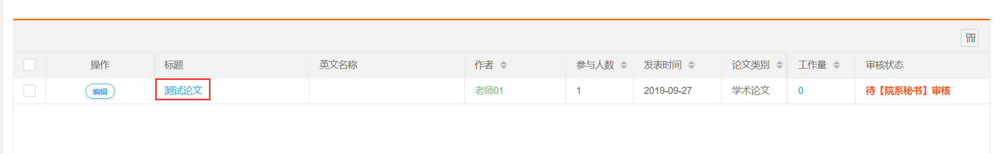 操作 标题 英文名称 作者 参与人数 发表时间 论文类别 工作量 审核状态
编辑 测试论文 老师01 1 2019-09-27 学术论文 0 待【院系秘书】审核